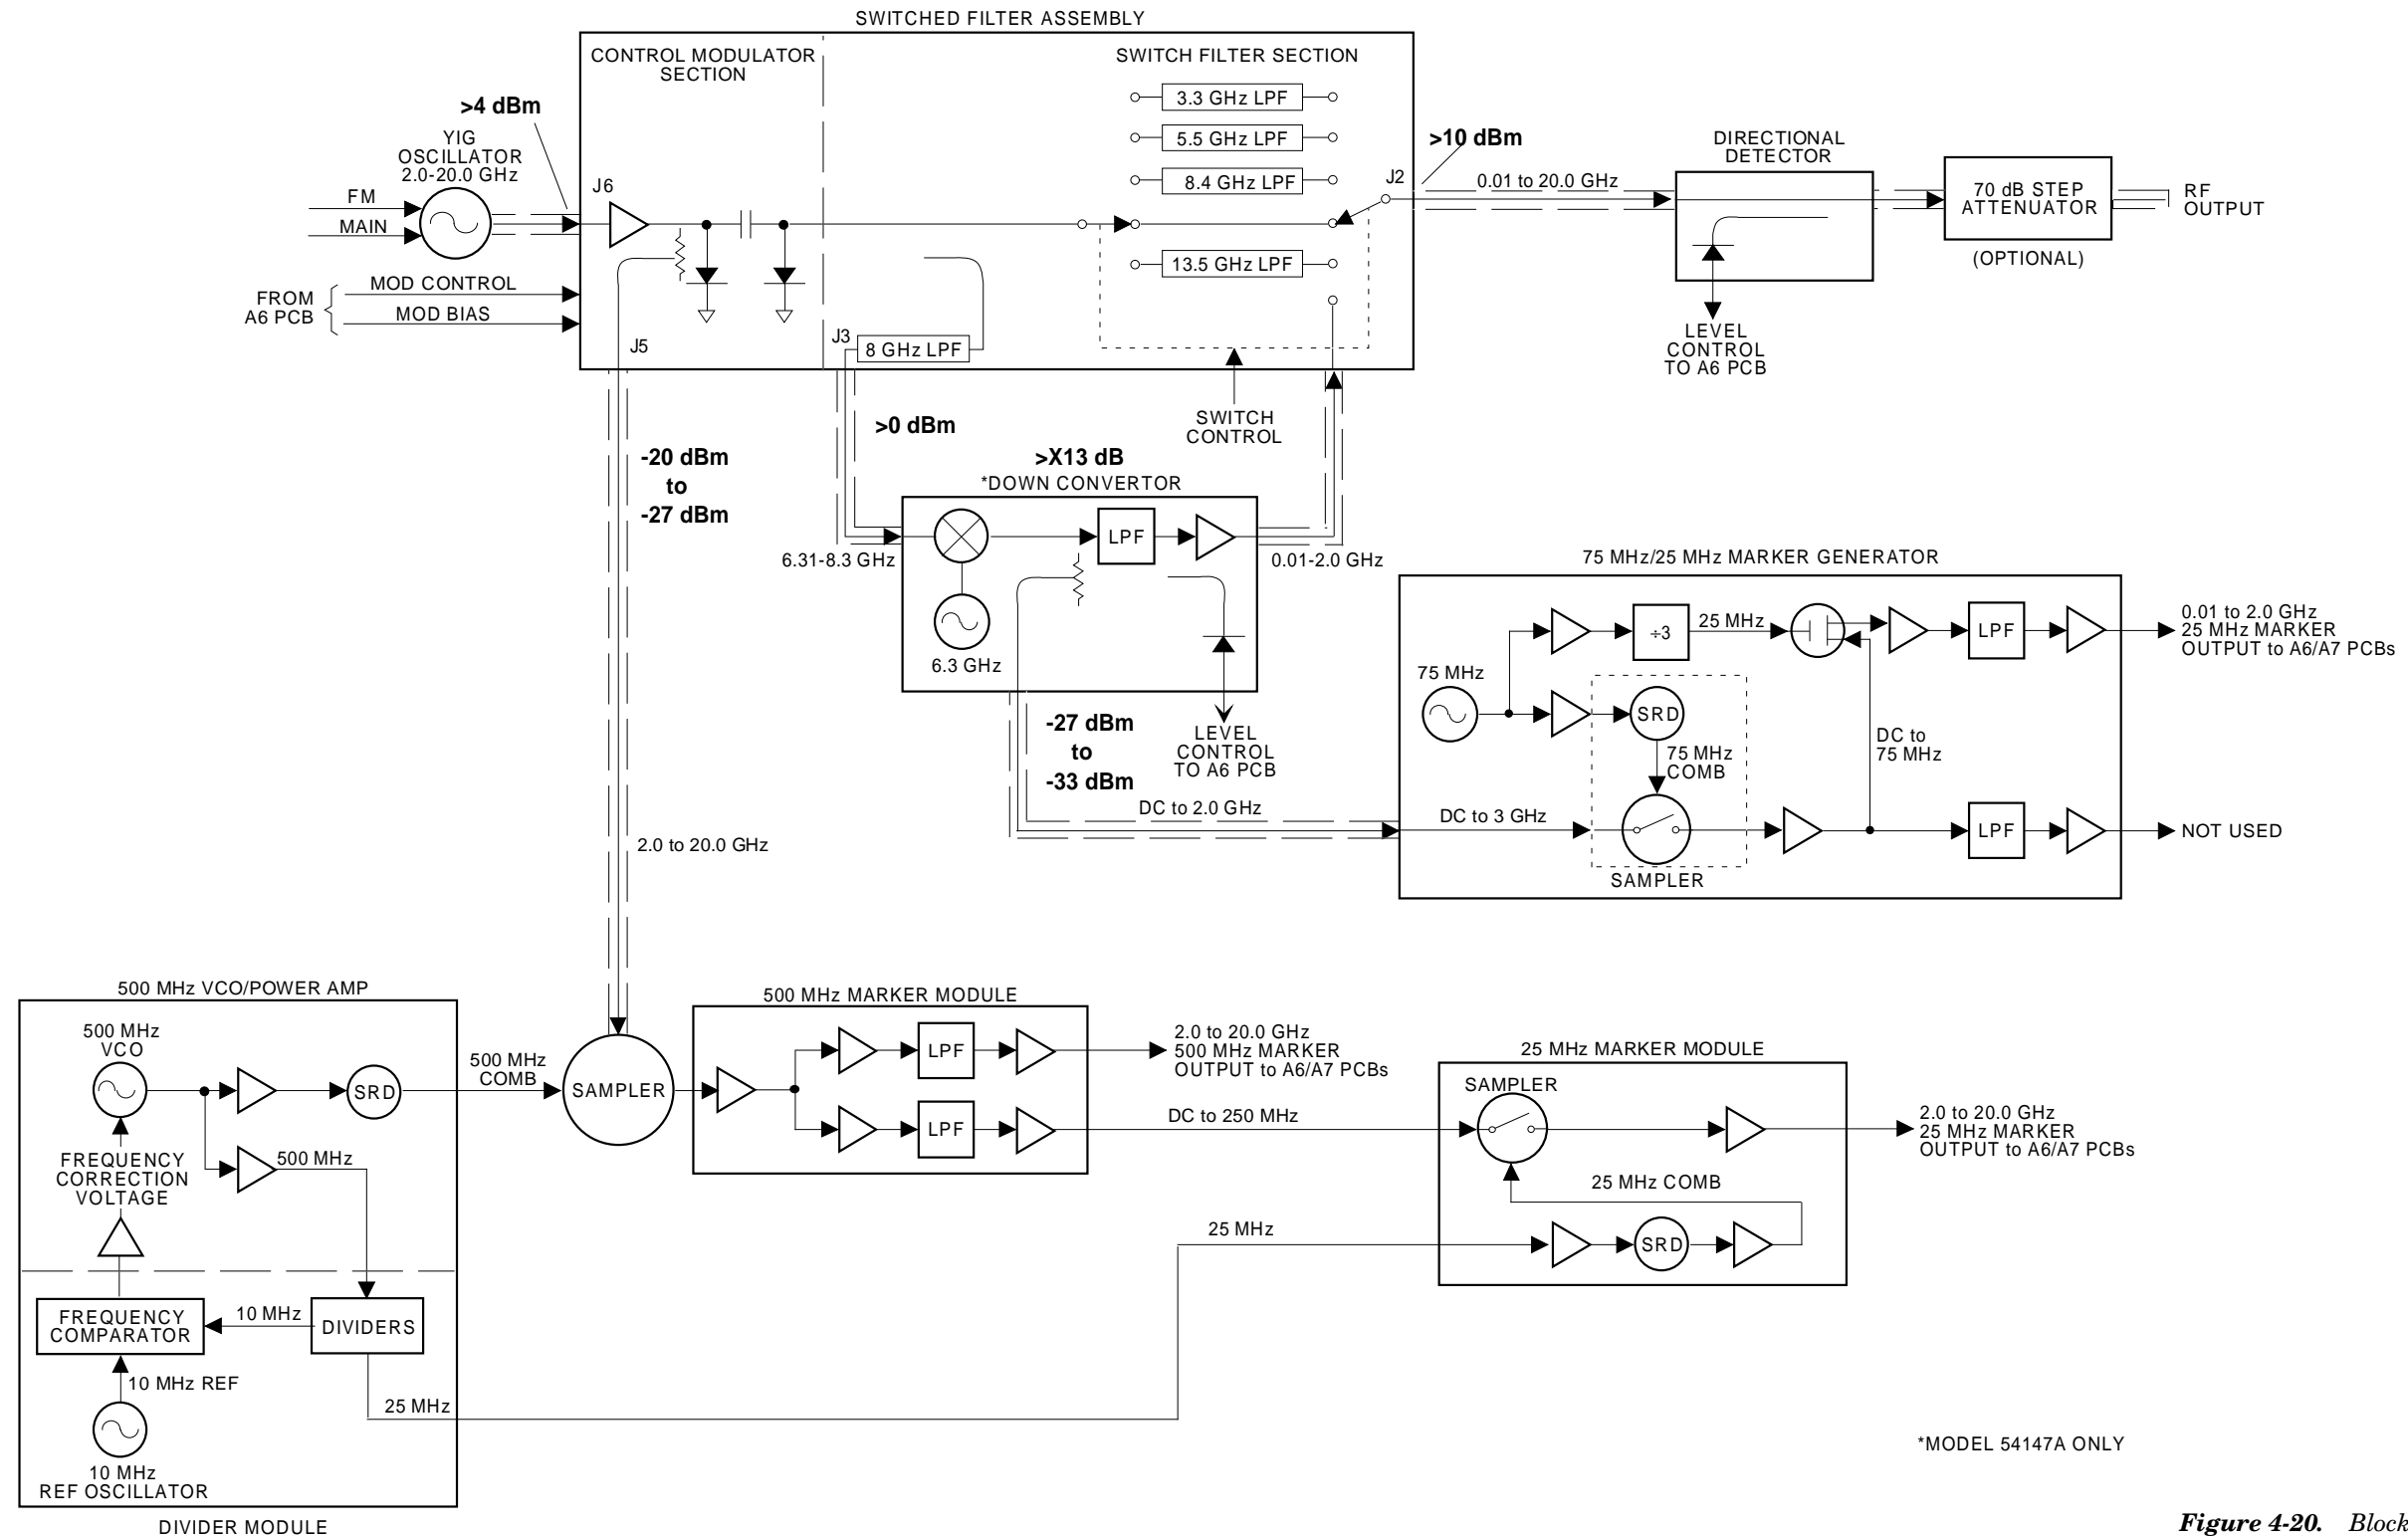 SWITCHED FILTER ASSEMBLY
CONTROL MODULATOR
SECTION
SWITCH FILTER SECTION
3.3 GHz LPF
5.5 GHz LPF
8.4 GHz LPF
13.5 GHz LPF
>4 dBm
YIG
OSCILLATOR
2.0-20.0 GHz
FM
MAIN
J6
MOD CONTROL
MOD BIAS
FROM
A6 PCB
J5
J3
8 GHz LPF
J2
>10 dBm
0.01 to 20.0 GHz
DIRECTIONAL
DETECTOR
70 dB STEP
ATTENUATOR
(OPTIONAL)
RF
OUTPUT
LEVEL
CONTROL
TO A6 PCB
SWITCH
CONTROL
>0 dBm
-20 dBm
to
-27 dBm
>X13 dB
*DOWN CONVERTOR
LPF
6.31-8.3 GHz
0.01-2.0 GHz
6.3 GHz
-27 dBm
to
-33 dBm
LEVEL
CONTROL
TO A6 PCB
DC to 2.0 GHz
2.0 to 20.0 GHz
75 MHz/25 MHz MARKER GENERATOR
÷3
25 MHz
LPF
0.01 to 2.0 GHz
25 MHz MARKER
OUTPUT to A6/A7 PCBs
75 MHz
SRD
75 MHz
COMB
DC to
75 MHz
DC to 3 GHz
LPF
NOT USED
SAMPLER
500 MHz VCO/POWER AMP
500 MHz
VCO
SRD
500 MHz
COMB
SAMPLER
FREQUENCY
CORRECTION
VOLTAGE
500 MHz
500 MHz MARKER MODULE
LPF
LPF
2.0 to 20.0 GHz
500 MHz MARKER
OUTPUT to A6/A7 PCBs
DC to 250 MHz
25 MHz MARKER MODULE
SAMPLER
2.0 to 20.0 GHz
25 MHz MARKER
OUTPUT to A6/A7 PCBs
25 MHz COMB
25 MHz
SRD
FREQUENCY
COMPARATOR
10 MHz
DIVIDERS
10 MHz REF
25 MHz
10 MHz
REF OSCILLATOR
DIVIDER MODULE
*MODEL 54147A ONLY
Figure 4-20. Block